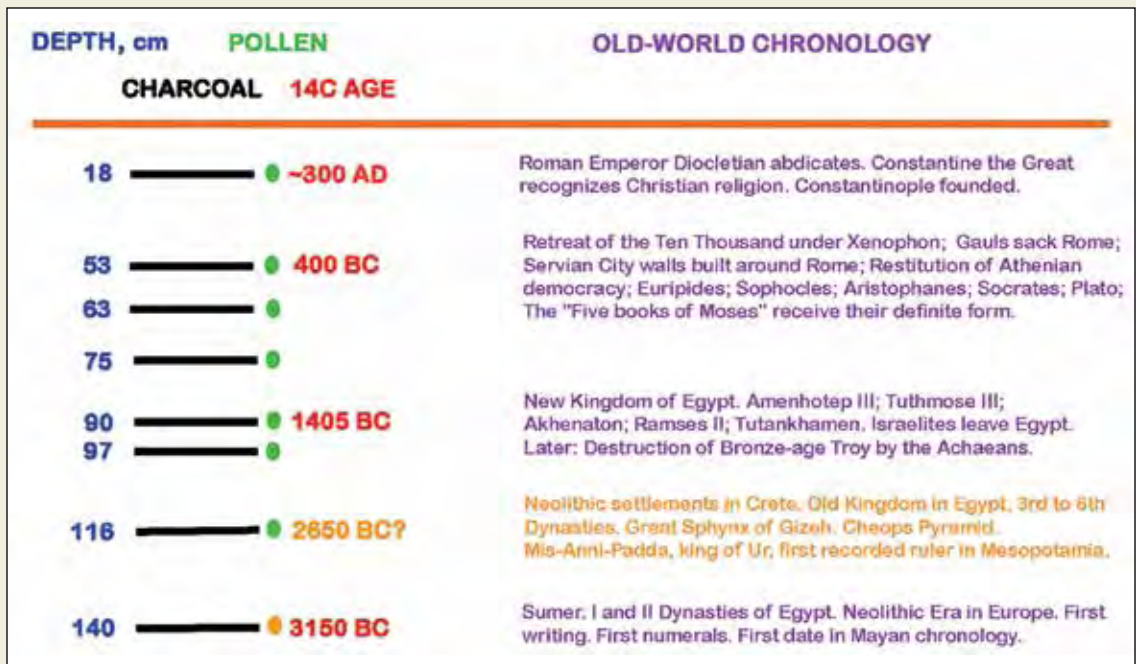 DEPTH, cm POLLEN OLD-WORLD CHRONOLOGY
CHARCOAL 14C AGE
18 ~300 AD
Roman Emperor Diocletian abdicates. Constantine the Great
recognizes Christian religion. Constantinople founded.
53 400 BC
Retreat of the Ten Thousand under Xenophon; Gauls sack Rome;
Servian City walls built around Rome; Restitution of Athenian
democracy; Euripides; Sophocles; Aristophanes; Socrates; Plato;
The "Five books of Moses" receive their definite form.
63
75
90 1405 BC
New Kingdom of Egypt. Amenhotep III; Tuthmose III;
Akhenaton; Ramses II; Tutankhamen. Israelites leave Egypt.
Later: Destruction of Bronze-age Troy by the Achaeans.
97
116 2650 BC?
Neolithic settlements in Crete. Old Kingdom in Egypt, 3rd to 6th
Dynasties. Great Sphynx of Gizeh. Cheops Pyramid.
Mis-Anni-Padda, king of Ur, first recorded ruler in Mesopotamia.
140 3150 BC
Sumer. I and II Dynasties of Egypt. Neolithic Era in Europe. First
writing. First numerals. First date in Mayan chronology.